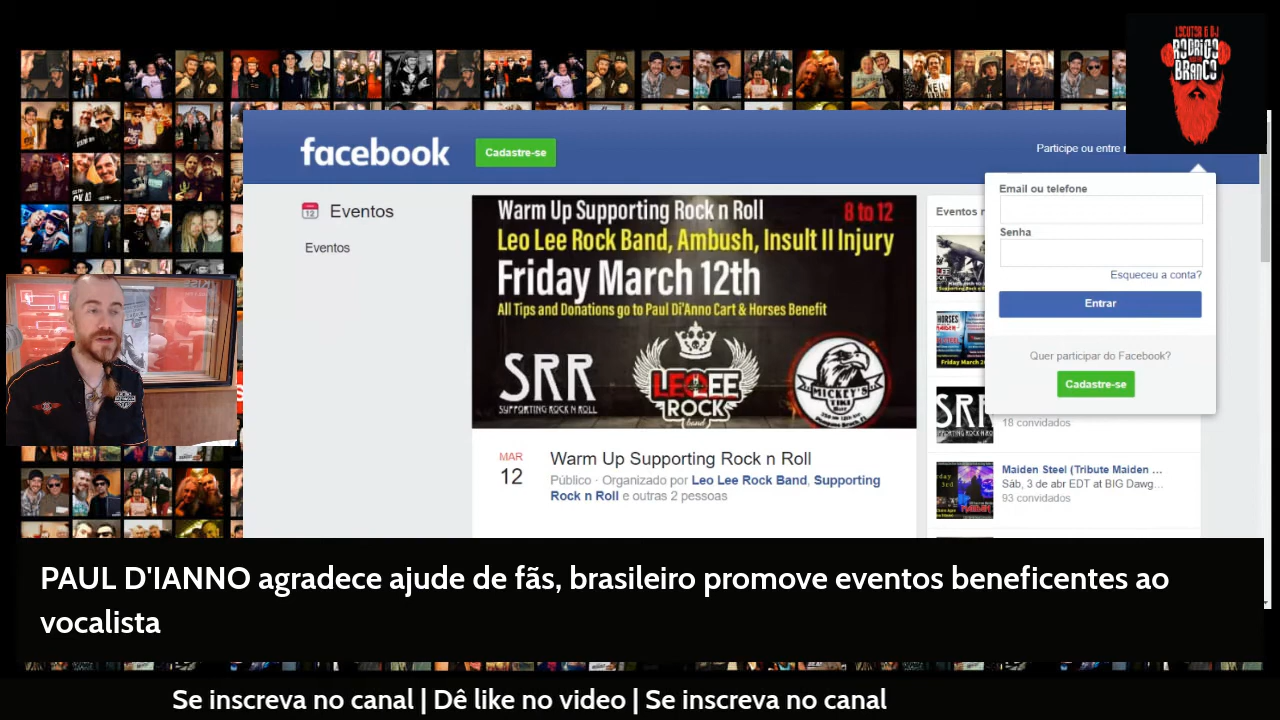 LOCUTOR E DJ
RODRIGO
BRANCO
facebook
Cadastre-se
Participe ou entre
Email ou telefone
Senha
Esqueceu a conta?
Entrar
Quer participar do Facebook?
Cadastre-se
Eventos
Eventos
Warm Up Supporting Rock n Roll
8 to 12
Leo Lee Rock Band, Ambush, Insult II Injury
Friday March 12th
All Tips and Donations go to Paul Di'Anno Cart & Horses Benefit
SRR
SUPPORTING ROCK N ROLL
LEO LEE
ROCK
band
MICKEY'S
TIKI
MAR
12
Warm Up Supporting Rock n Roll
Público · Organizado por Leo Lee Rock Band, Supporting
Rock n Roll e outras 2 pessoas
Eventos
SRR
18 convidados
Maiden Steel (Tribute Maiden ...
Sáb, 3 de abr EDT at BIG Dawg...
93 convidados
PAUL D'IANNO agradece ajude de fãs, brasileiro promove eventos beneficentes ao
vocalista
Se inscreva no canal | Dê like no video | Se inscreva no canal